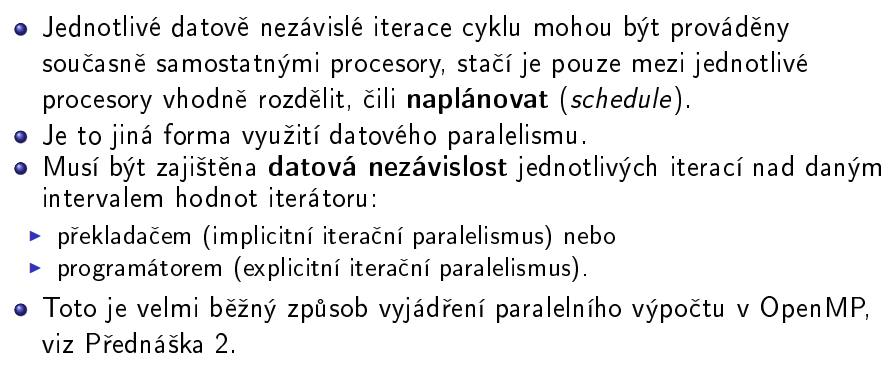 Jednotlivé datově nezávislé iterace cyklu mohou být prováděny
současně samostatnými procesory, stačí je pouze mezi jednotlivé
procesory vhodně rozdělit, čili naplánovat (schedule).
Je to jiná forma využití datového paralelismu.
Musí být zajištěna datová nezávislost jednotlivých iterací nad daným
intervalem hodnot iterátoru:
překladačem (implicitní iterační paralelismus) nebo
programátorem (explicitní iterační paralelismus).
Toto je velmi běžný způsob vyjádření paralelního výpočtu v OpenMP,
viz Přednáška 2.